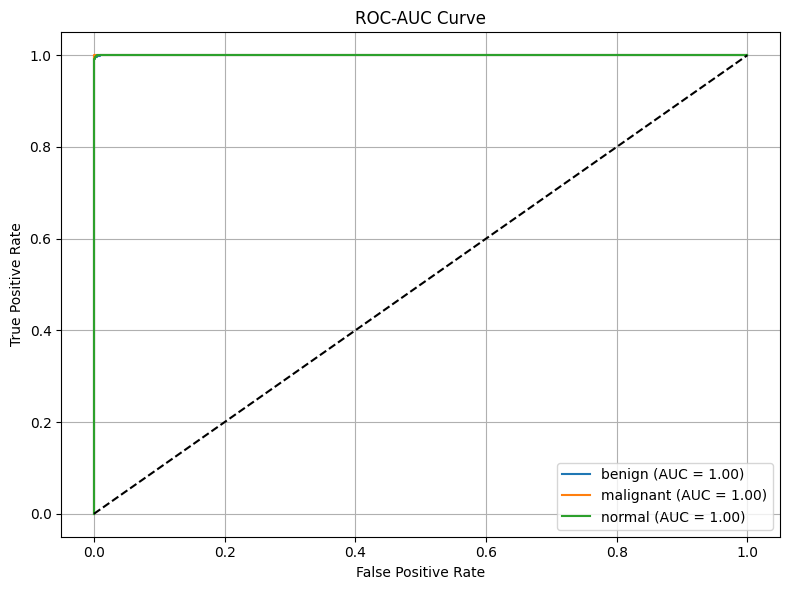 ROC-AUC Curve
1.0
0.8
0.6
0.4
0.2
0.0
True Positive Rate
benign (AUC = 1.00)
malignant (AUC = 1.00)
normal (AUC = 1.00)
0.0 0.2 0.4 0.6 0.8 1.0
False Positive Rate